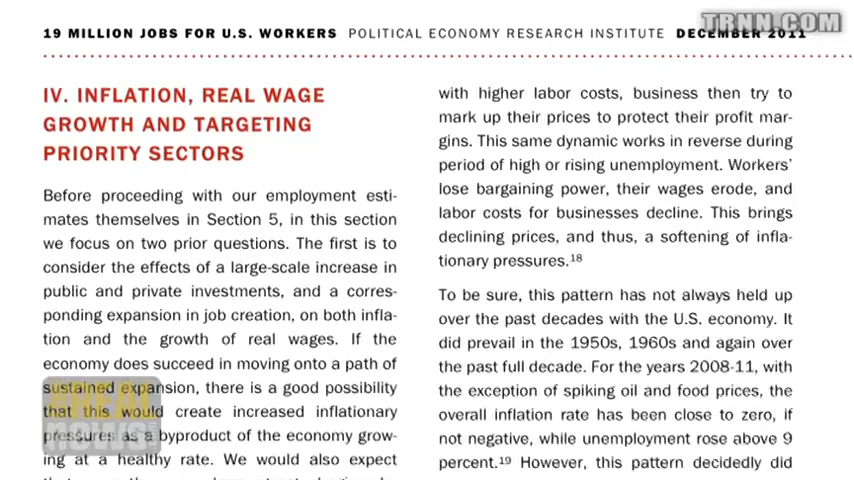 TRNN.COM
19 MILLION JOBS FOR U.S. WORKERS POLITICAL ECONOMY RESEARCH INSTITUTE DECEMBER 2011
IV. INFLATION, REAL WAGE
GROWTH AND TARGETING
PRIORITY SECTORS
Before proceeding with our employment esti-
mates themselves in Section 5, in this section
we focus on two prior questions. The first is to
consider the effects of a large-scale increase in
public and private investments, and a corres-
ponding expansion in job creation, on both infla-
tion and the growth of real wages. If the
economy does succeed in moving onto a path of
sustained expansion, there is a good possibility
that this would create increased inflationary
pressures as a byproduct of the economy grow-
ing at a healthy rate. We would also expect
with higher labor costs, business then try to
mark up their prices to protect their profit mar-
gins. This same dynamic works in reverse during
period of high or rising unemployment. Workers'
lose bargaining power, their wages erode, and
labor costs for businesses decline. This brings
declining prices, and thus, a softening of infla-
tionary pressures.18
To be sure, this pattern has not always held up
over the past decades with the U.S. economy. It
did prevail in the 1950s, 1960s and again over
the past full decade. For the years 2008-11, with
the exception of spiking oil and food prices, the
overall inflation rate has been close to zero, if
not negative, while unemployment rose above 9
percent.19 However, this pattern decidedly did
THE REAL
NEWS